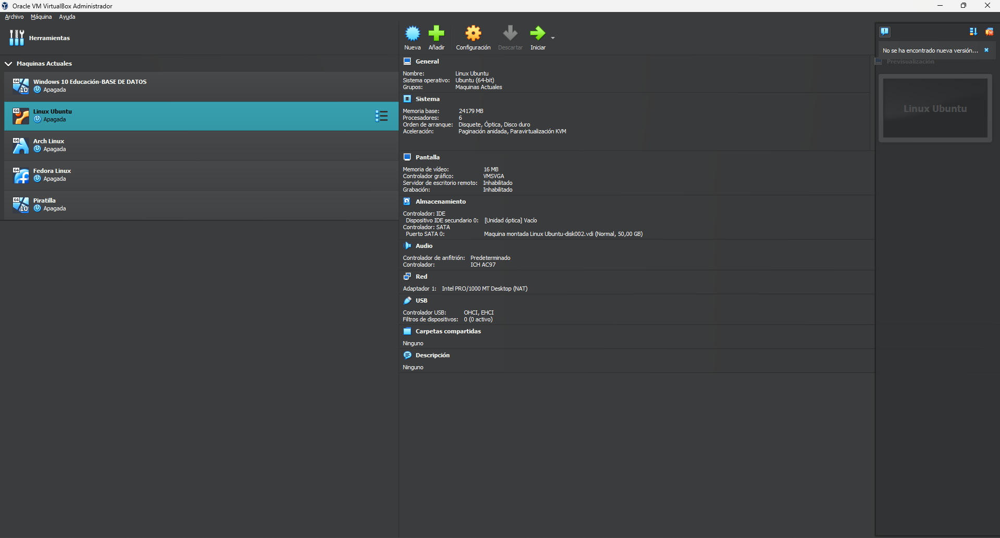 Oracle VM VirtualBox Administrador
Archivo Máquina Ayuda
Herramientas
Maquinas Actuales
64
10
Windows 10 Educación-BASE DE DATOS
Apagada
64
Linux Ubuntu
Apagada
64
Arch Linux
Apagada
64
Fedora Linux
Apagada
64
10
Piratilla
Apagada
Nueva Añadir Configuración Descartar Iniciar
General
Nombre: Linux Ubuntu
Sistema operativo: Ubuntu (64-bit)
Grupos: Maquinas Actuales
Sistema
Memoria base: 24179 MB
Procesadores: 6
Orden de arranque: Disquete, Óptica, Disco duro
Aceleración: Paginación anidada, Paravirtualización KVM
Pantalla
Memoria de vídeo: 16 MB
Controlador gráfico: VMSVGA
Servidor de escritorio remoto: Inhabilitado
Grabación: Inhabilitado
Almacenamiento
Controlador: IDE
Dispositivo IDE secundario 0: [Unidad óptica] Vacío
Controlador: SATA
Puerto SATA 0: Maquina montada Linux Ubuntu-disk002.vdi (Normal, 50,00 GB)
Audio
Controlador de anfitrión: Predeterminado
Controlador: ICH AC97
Red
Adaptador 1: Intel PRO/1000 MT Desktop (NAT)
USB
Controlador USB: OHCI, EHCI
Filtros de dispositivos: 0 (0 activo)
Carpetas compartidas
Ninguno
Descripción
Ninguno
No se ha encontrado nueva versión...
Previsualización
Linux Ubuntu